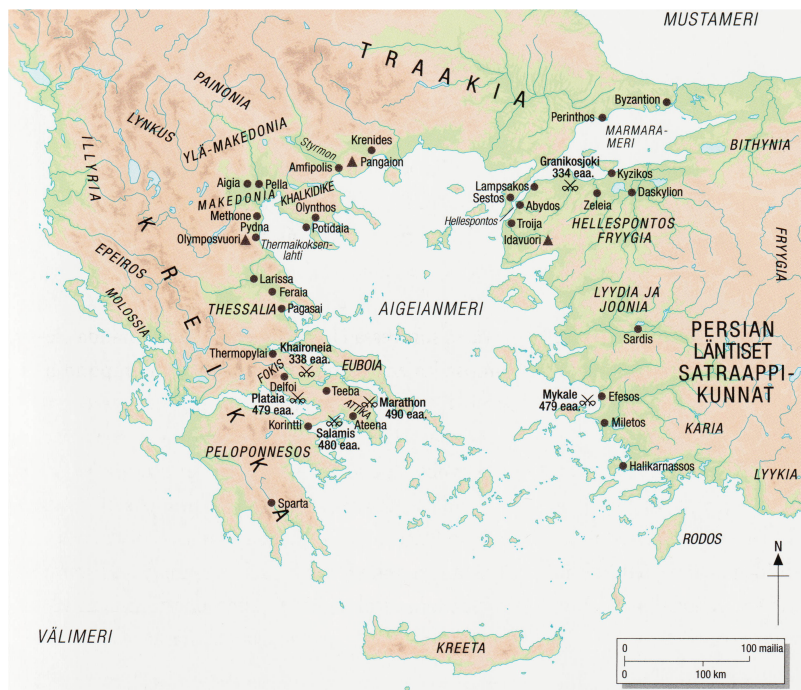 MUSTAMERI
TRAAKIA
PAINONIA
Byzantion
Perinthos
LYNKUS
MARMARA-
MERI
BITHYNIA
ILLYRIA
YLÄ-MAKEDONIA
Styrmon
Krenides
Pangaion
Amfipolis
Granikosjoki
334 eaa.
Kyzikos
Aigia
Pella
KHALKIDIKE
Lampsakos
Sestos
Abydos
Zeleia
Daskylion
MAKEDONIA
Olynthos
Methone
Pydna
Potidaia
Hellespontos
Troija
HELLESPONTOS
FRYYGIA
Olymposvuori
Thermaikoksen-
lahti
Idavuori
FRYYGIA
KREIKKA
EPEIROS
MOLOSSIA
Larissa
Feraia
Pagasai
THESSALIA
AIGEIANMERI
LYYDIA JA
JOONIA
Sardis
PERSIAN
LÄNTISET
SATRAAPPI-
KUNNAT
Thermopylai
Khaironeia
338 eaa.
EUBOIA
FOKIS
Delfoi
Teeba
Plataia
479 eaa.
Marathon
490 eaa.
ATTIKA
Ateena
Mykale
479 eaa.
Efesos
Korintti
Salamis
480 eaa.
Miletos
KARIA
PELOPONNESOS
Halikarnassos
LYYKIA
Sparta
RODOS
N
VÄLIMERI
KREETA
0 100 mailia
0 100 km